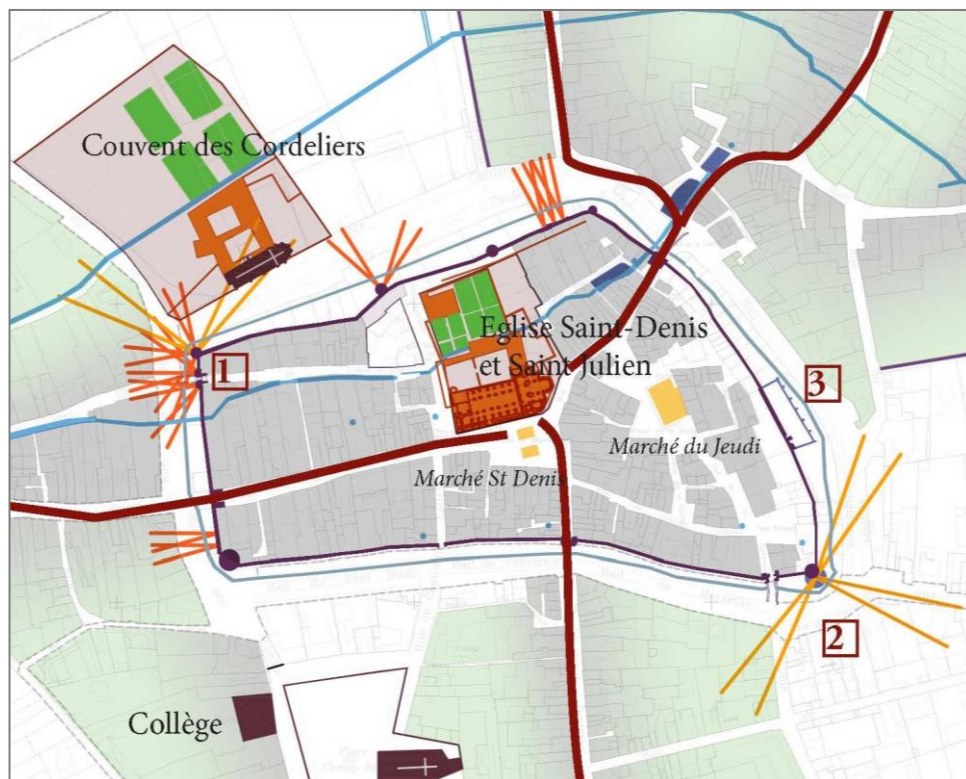 Couvent des Cordeliers
Eglise Saint-Denis
et Saint Julien
1
3
Marché du Jeudi
Marché St Denis
2
Collège